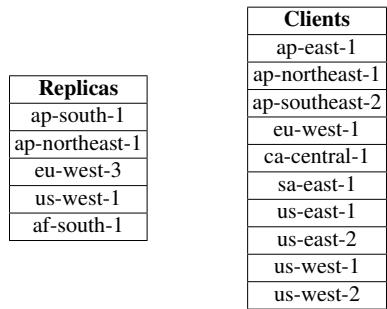 Replicas
ap-south-1
ap-northeast-1
eu-west-3
us-west-1
af-south-1
Clients
ap-east-1
ap-northeast-1
ap-southeast-2
eu-west-1
ca-central-1
sa-east-1
us-east-1
us-east-2
us-west-1
us-west-2